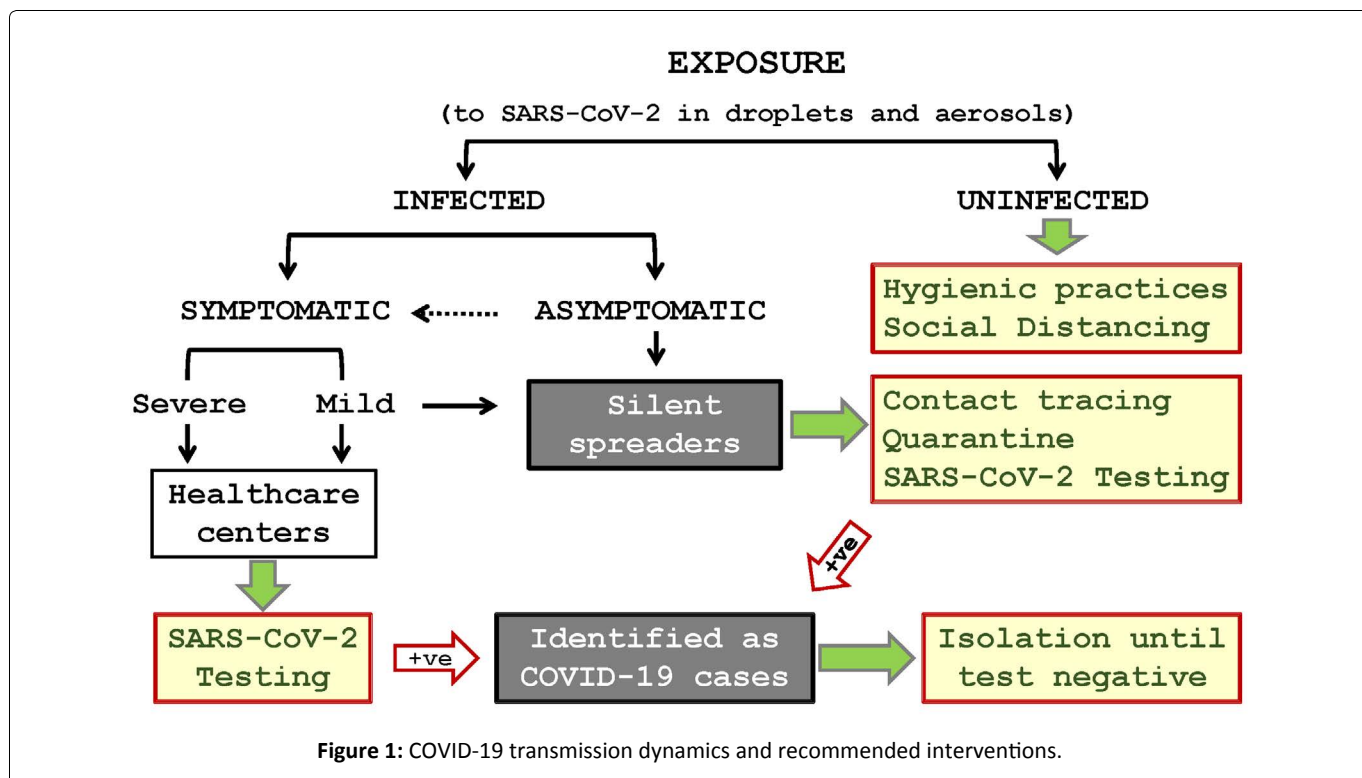 EXPOSURE
(to SARS-CoV-2 in droplets and aerosols)
INFECTED
UNINFECTED
SYMPTOMATIC
ASYMPTOMATIC
Hygienic practices
Social Distancing
Severe
Mild
Silent
spreaders
Contact tracing
Quarantine
SARS-CoV-2 Testing
Healthcare
centers
+ve
SARS-CoV-2
Testing
+ve
Identified as
COVID-19 cases
Isolation until
test negative
Figure 1: COVID-19 transmission dynamics and recommended interventions.